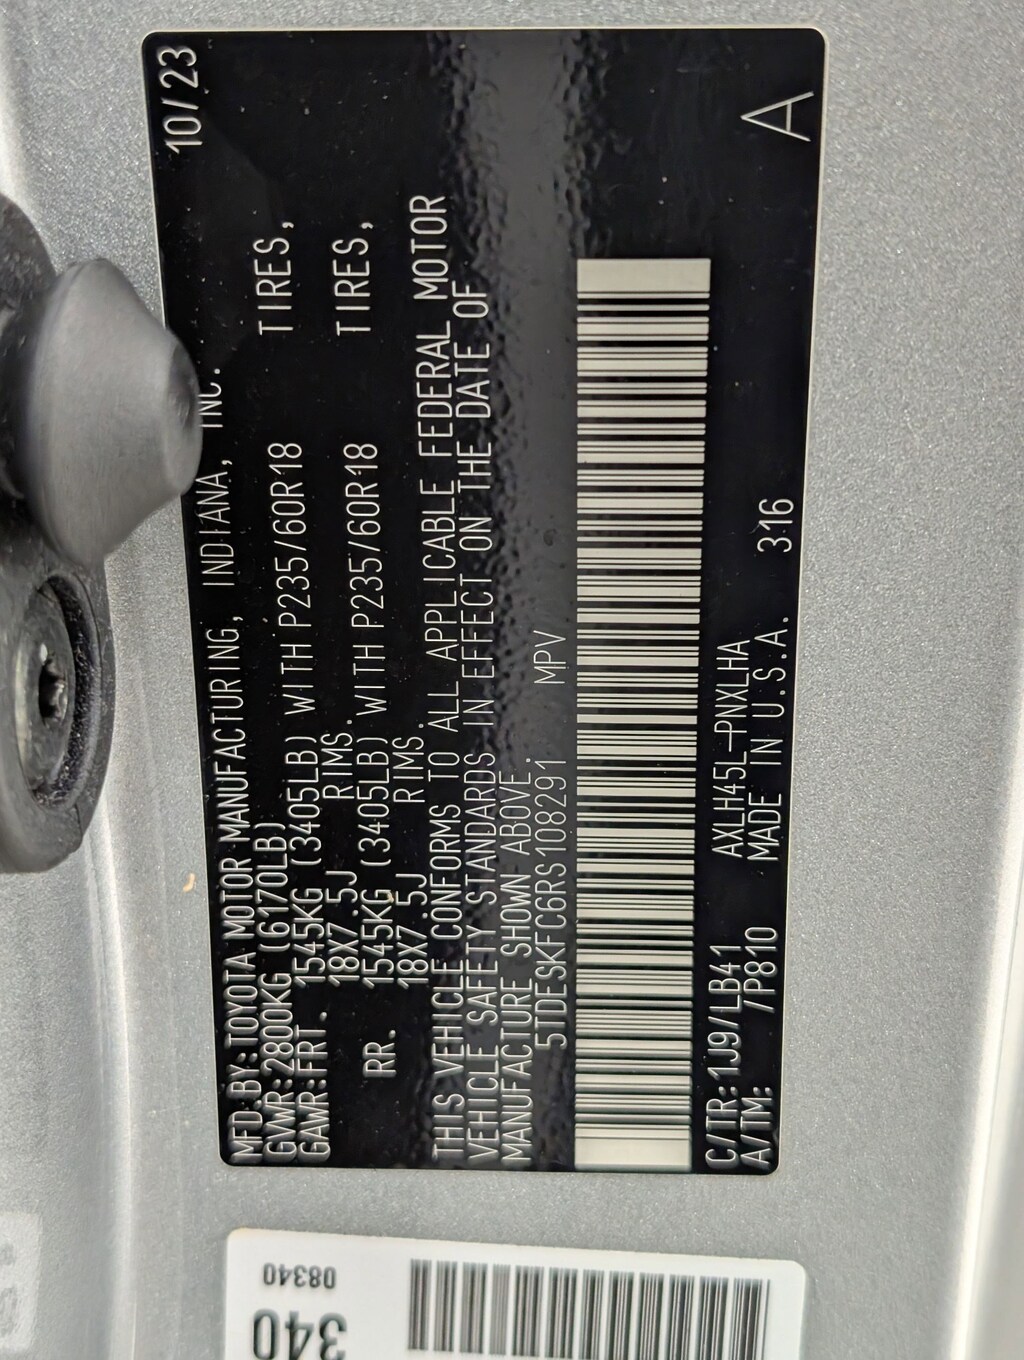 MFD.BY:TOYOTA MOTOR MANUFACTURING, INDIANA, INC. 10/23
GVWR:2800KG (6170LB)
GAWR:FRT. 1545KG (3405LB) WITH P235/60R18 TIRES,
18X7.5J RIMS.
RR. 1545KG (3405LB) WITH P235/60R18 TIRES,
18X7.5J RIMS.
THIS VEHICLE CONFORMS TO ALL APPLICABLE FEDERAL MOTOR
VEHICLE SAFETY STANDARDS IN EFFECT ON THE DATE OF
MANUFACTURE SHOWN ABOVE.
5TDESKFC6RS108291 MPV
C/TR:1J9/LB41 AXLH45L-PNXLHA
A/TM: /P810 MADE IN U.S.A. 316 A
08340
340